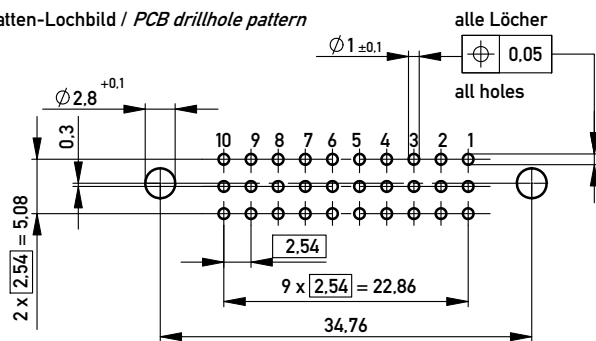 atten-Lochbild / PCB drillhole pattern
alle Löcher
⌀1 ±0,1
⌖ 0,05
all holes
⌀2,8 +0,1
0,3
10 9 8 7 6 5 4 3 2 1
2 x 2,54 = 5,08
2,54
9 x 2,54 = 22,86
34,76